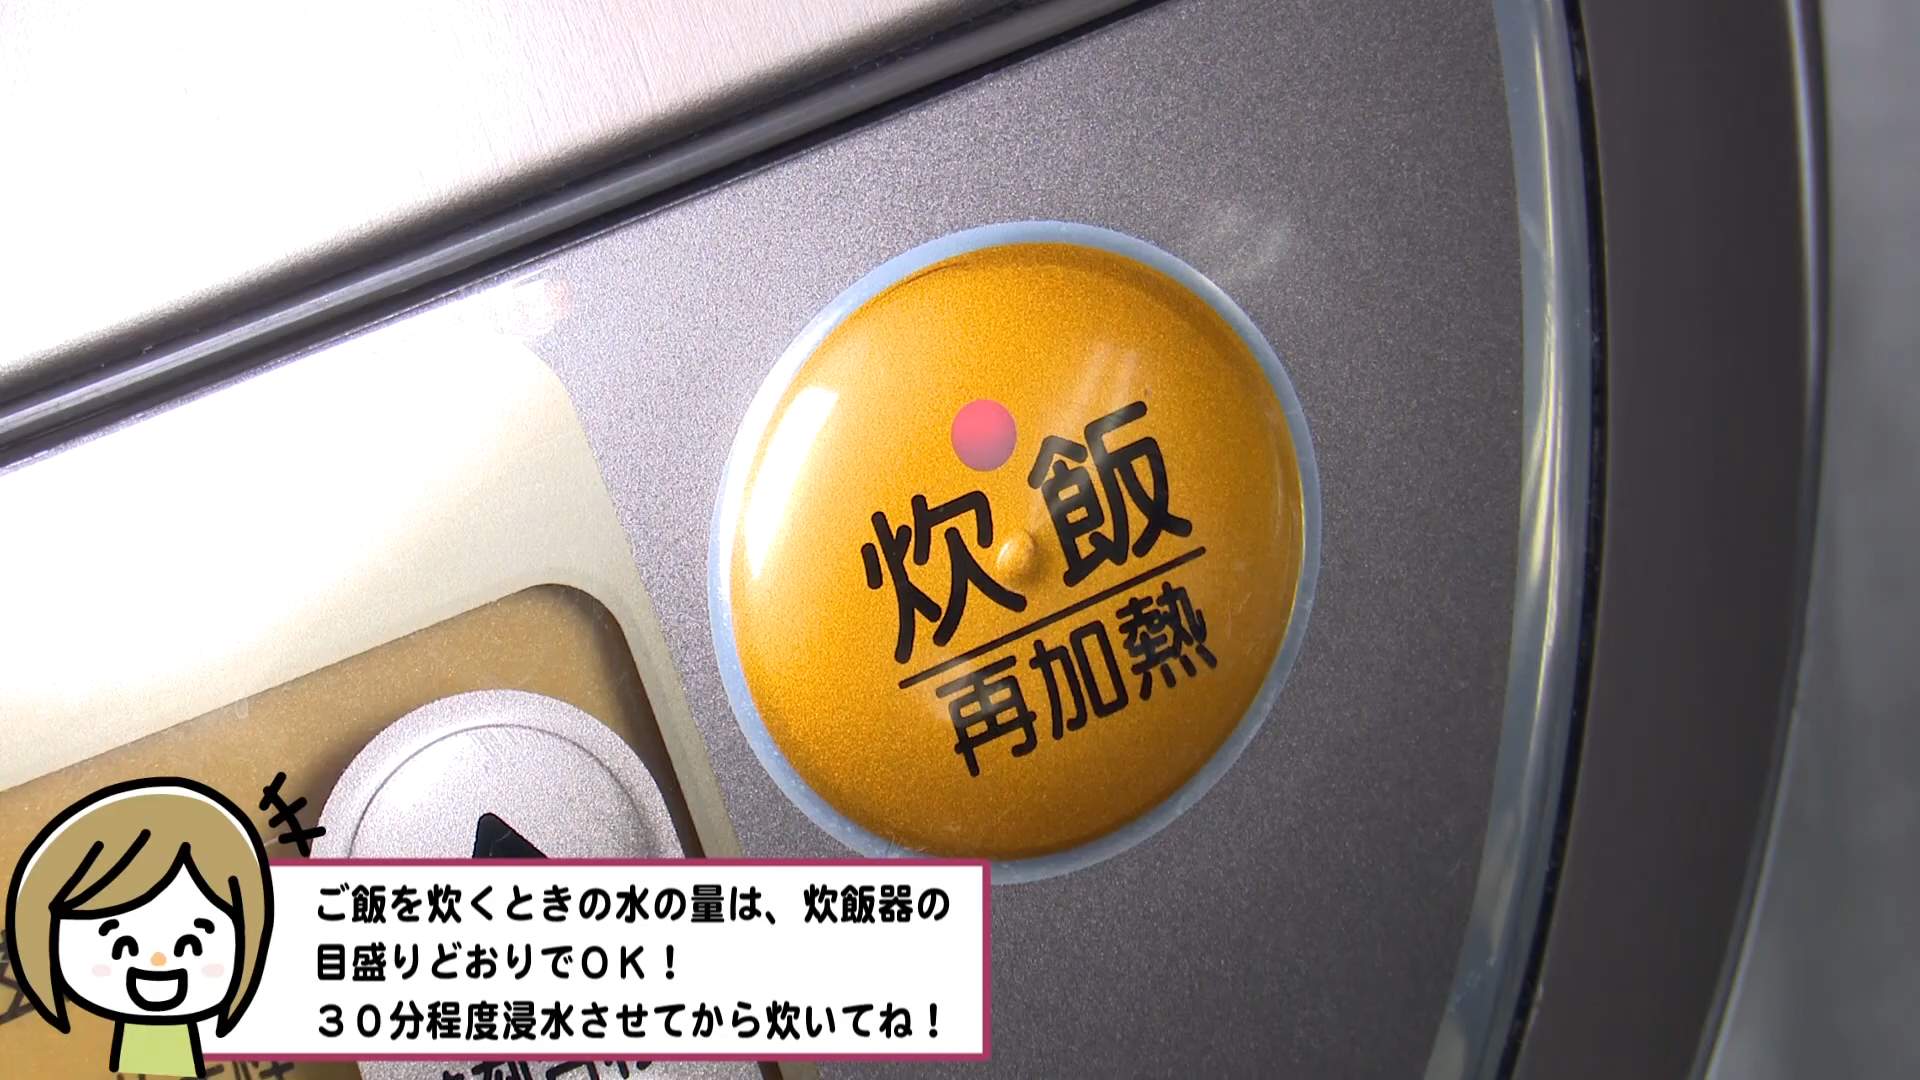 炊飯
再加熱
ご飯を炊くときの水の量は、炊飯器の
目盛りどおりでOK！
３０分程度浸水させてから炊いてね！